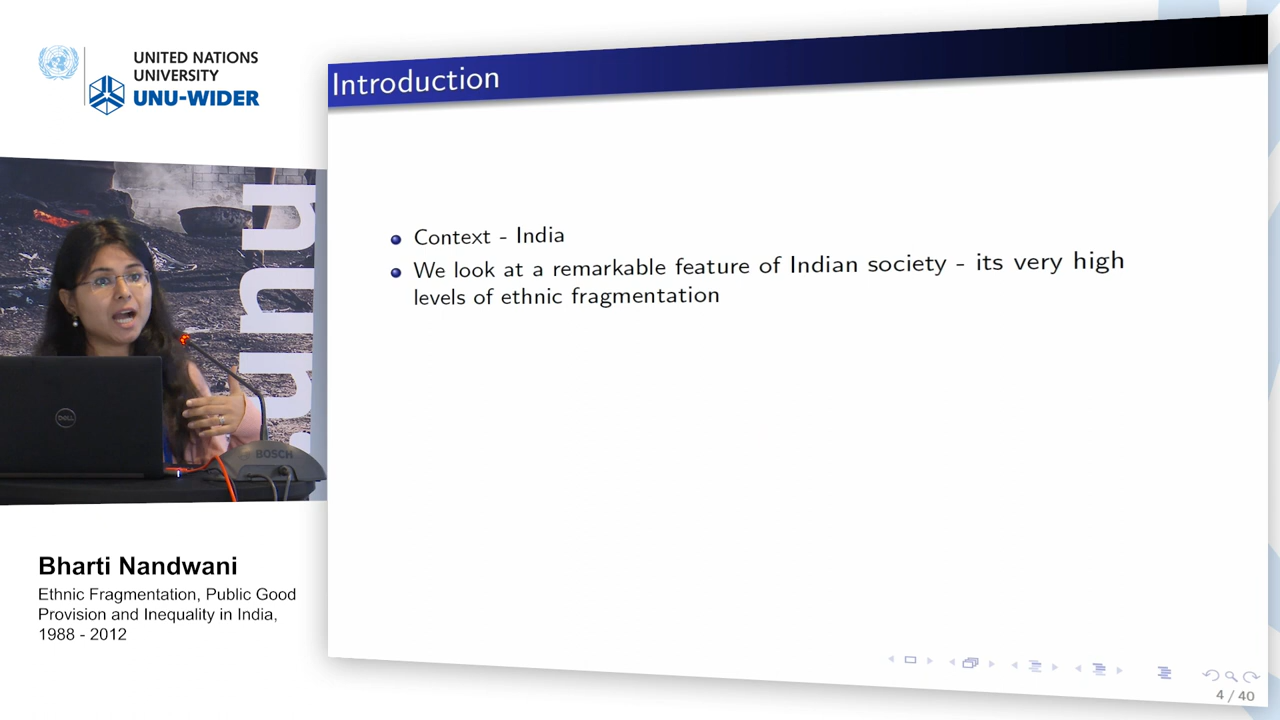 UNITED NATIONS
UNIVERSITY
UNU-WIDER
Introduction
Context - India
We look at a remarkable feature of Indian society - its very high
levels of ethnic fragmentation
DELL
BOSCH
Bharti Nandwani
Ethnic Fragmentation, Public Good
Provision and Inequality in India,
1988 - 2012
4 / 40